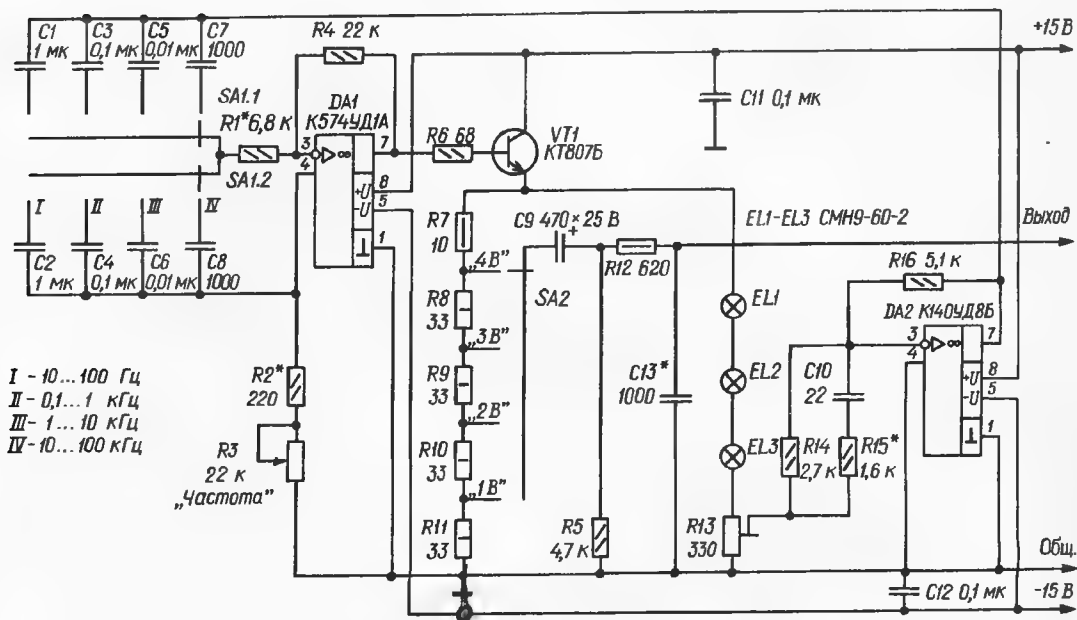 C1
1 мк
C3
0,1 мк
C5
0,01 мк
C7
1000
R4 22 к
+15 В
SA1.1
R1* 6,8 к
SA1.2
DA1
К574УД1А
3
4
7
8
5
1
+U
-U
R6 68
VT1
КТ807Б
C11 0,1 мк
I
II
III
IV
C2
1 мк
C4
0,1 мк
C6
0,01 мк
C8
1000
R7
10
C9 470 × 25 В
+
EL1-EL3 СМН9-60-2
Выход
„4 В"
R12 620
SA2
R16 5,1 к
R8
33
EL1
DA2 К140УД8Б
3
4
7
8
5
1
+U
-U
„3 В"
I - 10...100 Гц
II - 0,1...1 кГц
III - 1...10 кГц
IV - 10...100 кГц
R2*
220
R9
33
C13*
1000
EL2
C10
22
„2 В"
R3
22 к
„Частота"
R10
33
EL3
R14
2,7 к
R15*
1,6 к
„1 В"
R11
33
R5
4,7 к
R13
330
Общ.
C12 0,1 мк
-15 В